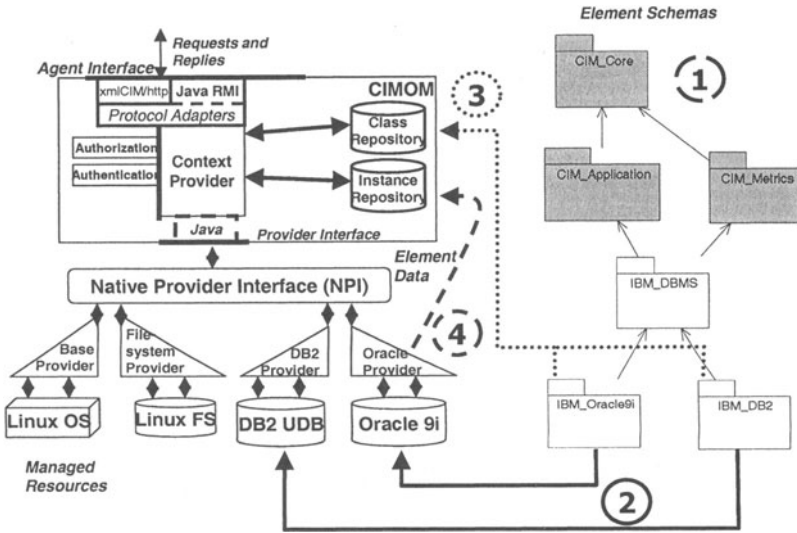 Element Schemas
Requests and
Replies
Agent Interface
xmlCIM/http
Java RMI
CIMOM
Protocol Adapters
Authorization
Authentication
Context
Provider
Class
Repository
Instance
Repository
Java
Provider Interface
3
CIM_Core
1
CIM_Application
CIM_Metrics
Element
Data
IBM_DBMS
Native Provider Interface (NPI)
4
Base
Provider
File
system
Provider
DB2
Provider
Oracle
Provider
IBM_Oracle9i
IBM_DB2
Linux OS
Linux FS
DB2 UDB
Oracle 9i
Managed
Resources
2